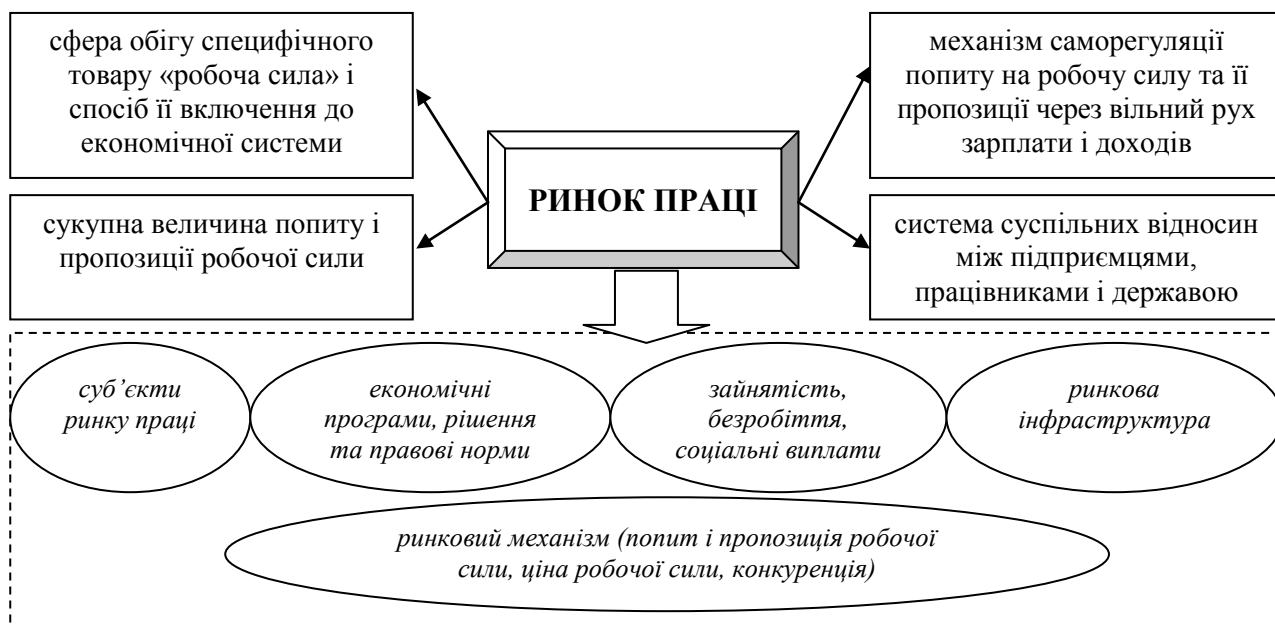 сфера обігу специфічного
товару «робоча сила» і
спосіб її включення до
економічної системи
механізм саморегуляції
попиту на робочу силу та її
пропозиції через вільний рух
зарплати і доходів
РИНОК ПРАЦІ
сукупна величина попиту і
пропозиції робочої сили
система суспільних відносин
між підприємцями,
працівниками і державою
суб’єкти
ринку праці
економічні
програми, рішення
та правові норми
зайнятість,
безробіття,
соціальні виплати
ринкова
інфраструктура
ринковий механізм (попит і пропозиція робочої
сили, ціна робочої сили, конкуренція)